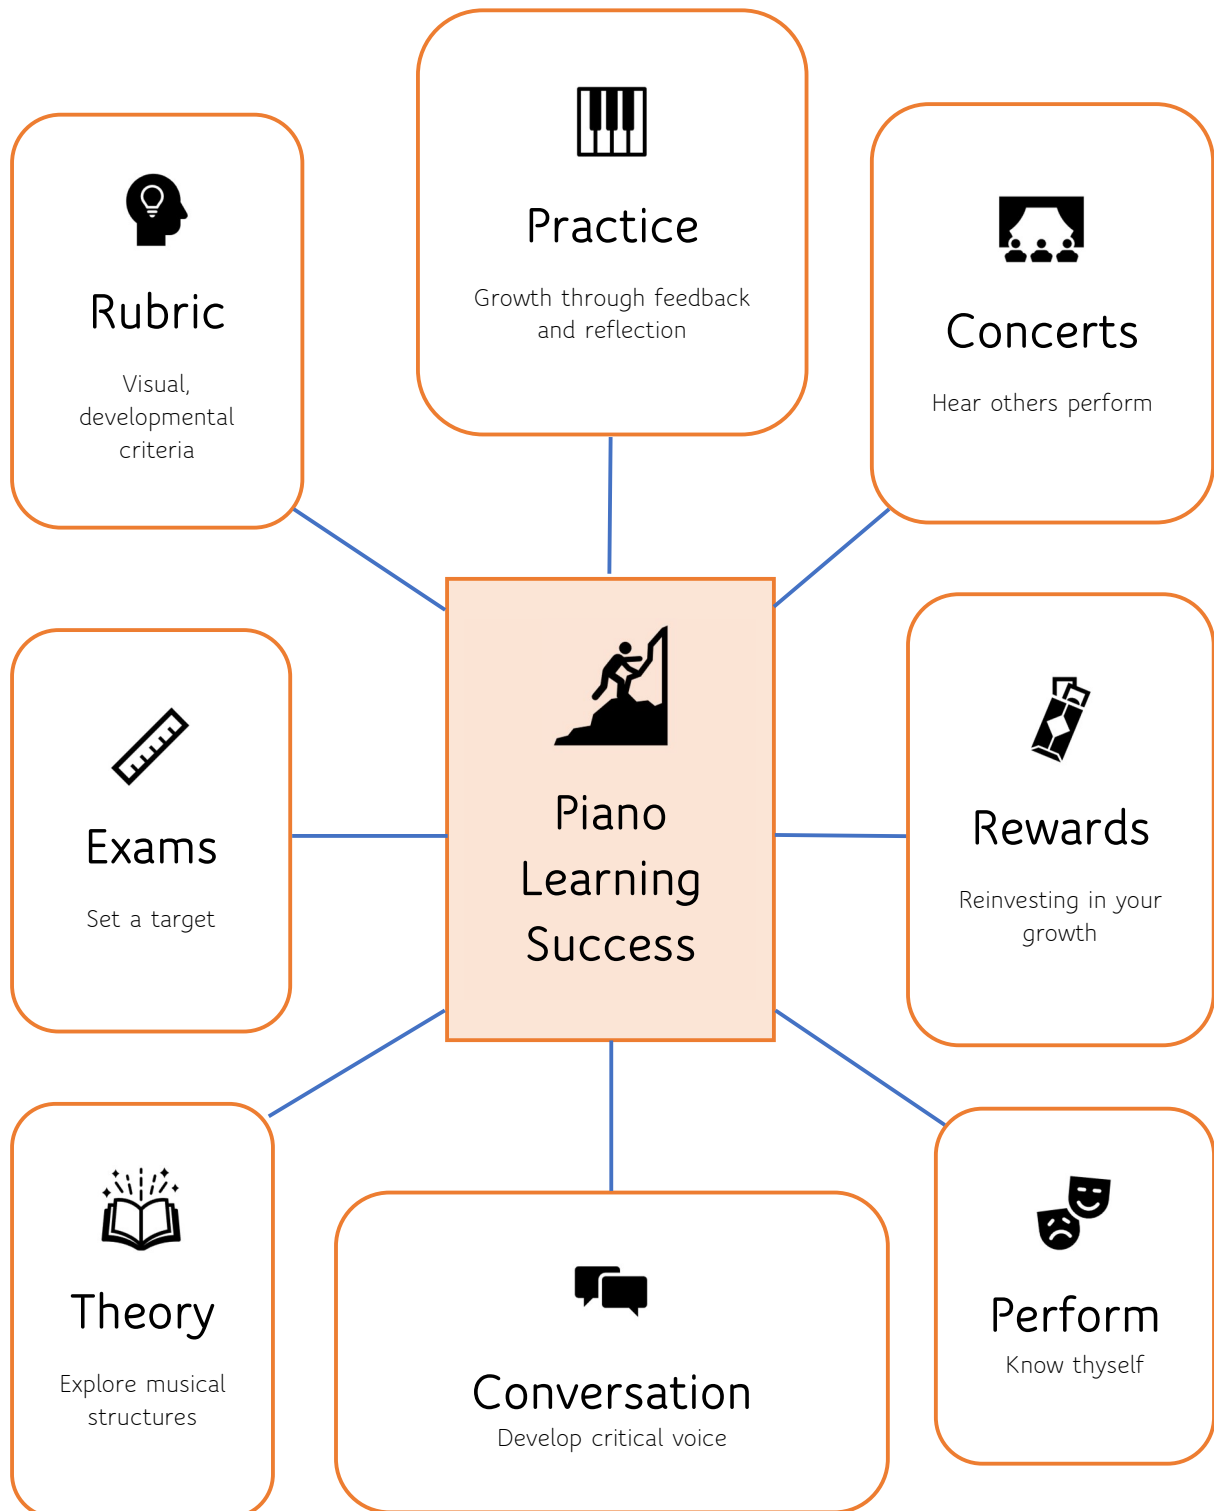 Practice
Growth through feedback
and reflection
Rubric
Visual,
developmental
criteria
Concerts
Hear others perform
Piano
Learning
Success
Exams
Set a target
Rewards
Reinvesting in your
growth
Theory
Explore musical
structures
Conversation
Develop critical voice
Perform
Know thyself